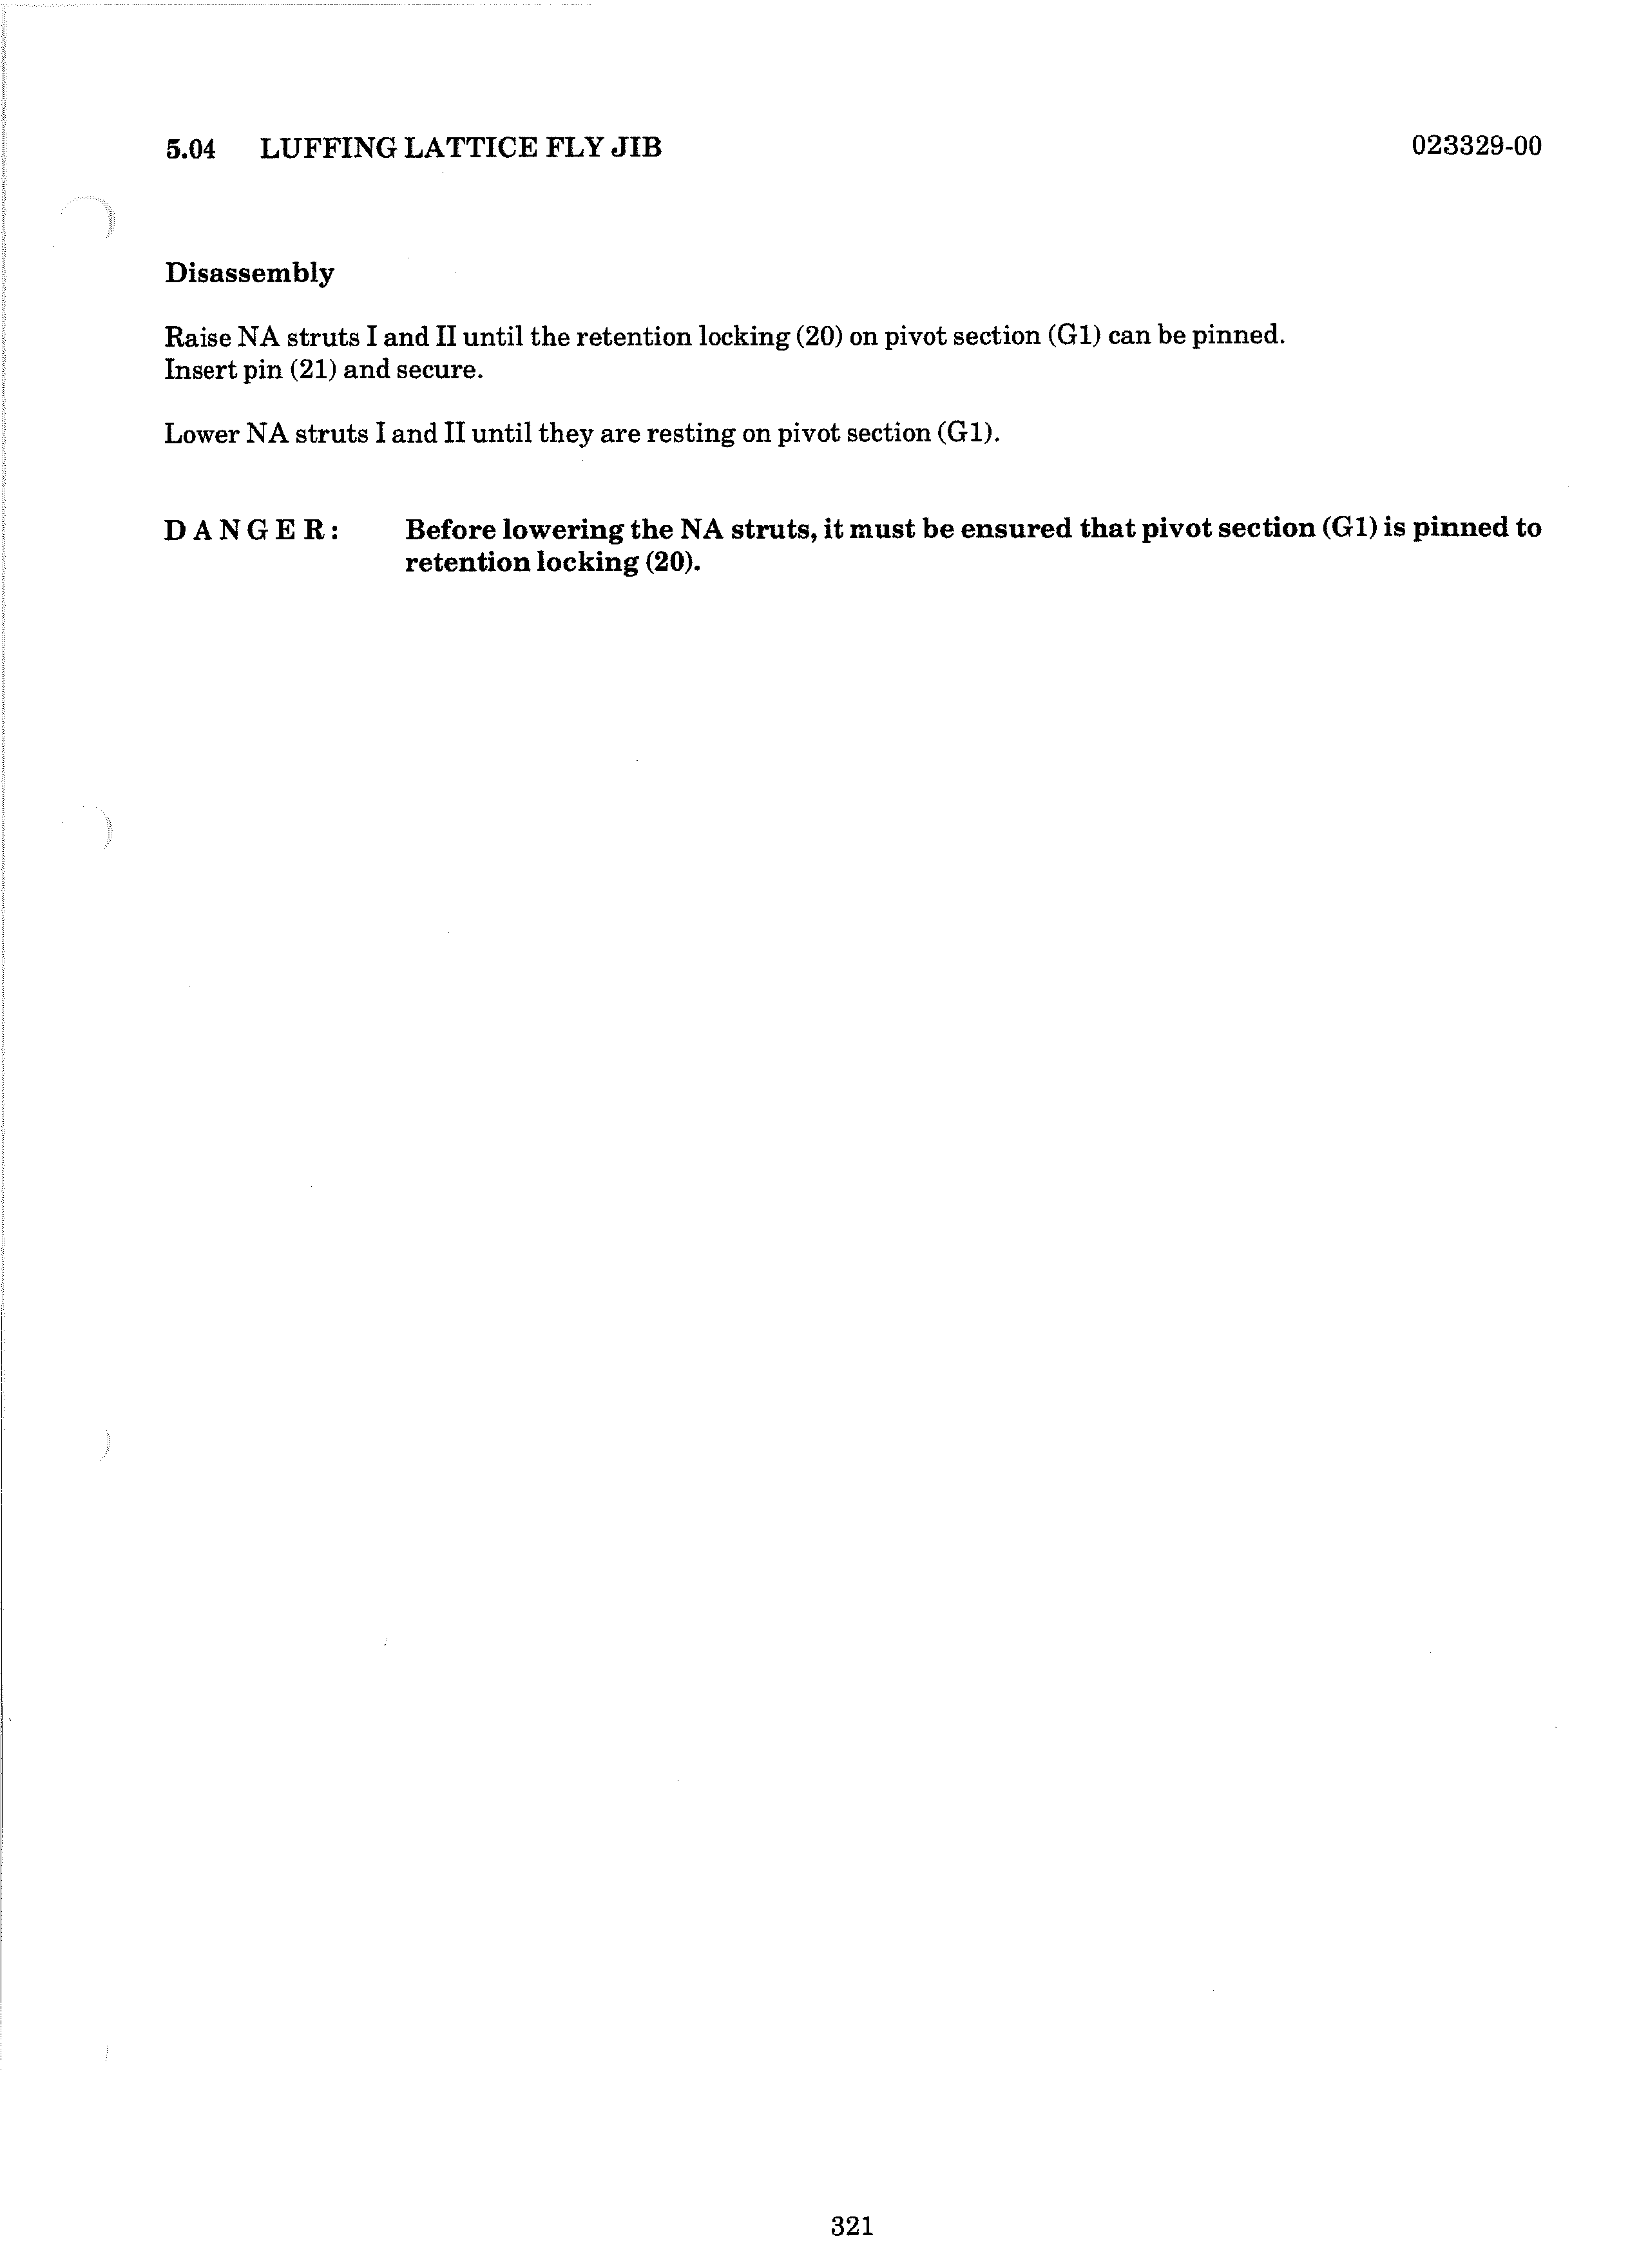 5.04 LUFFING LATTICE FLY JIB 023329-00
Disassembly
Raise NA struts I and II until the retention locking (20) on pivot section (G1) can be pinned.
Insert pin (21) and secure.
Lower NA struts I and II until they are resting on pivot section (G1).
D A N G E R : Before lowering the NA struts, it must be ensured that pivot section (G1) is pinned to
retention locking (20).
321